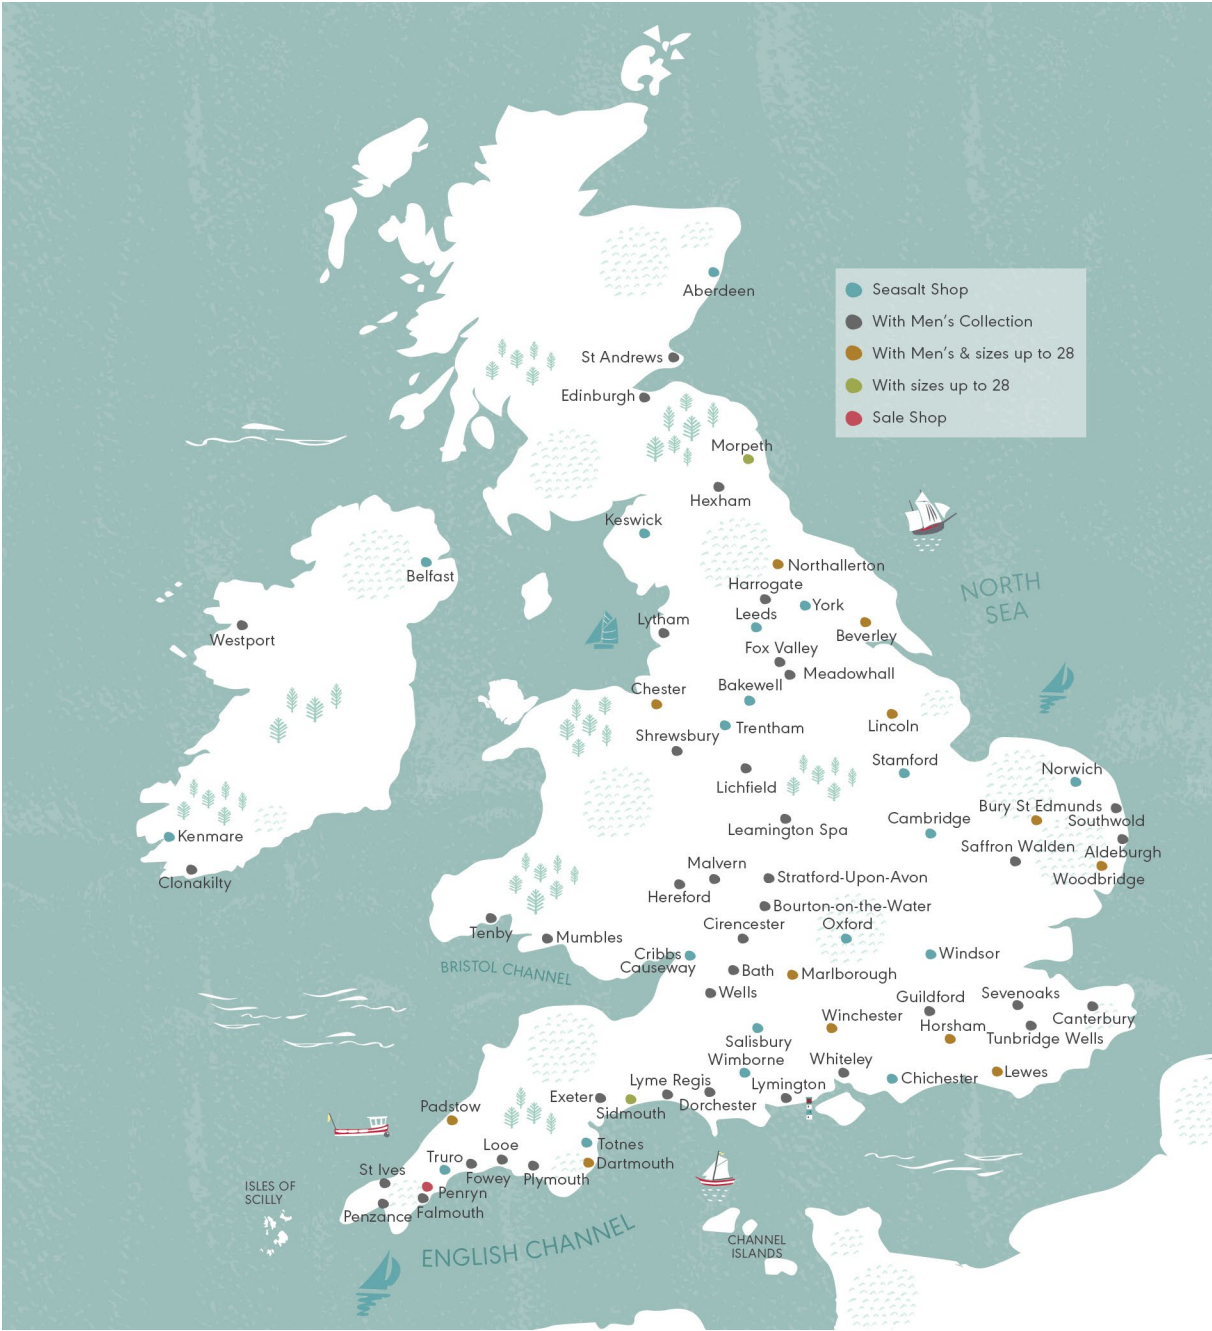 Aberdeen
Seasalt Shop
With Men's Collection
With Men's & sizes up to 28
With sizes up to 28
Sale Shop
St Andrews
Edinburgh
Morpeth
Hexham
Keswick
Belfast
Northallerton
Harrogate
York
Leeds
Lytham
Beverley
Westport
Fox Valley
Meadowhall
NORTH
SEA
Chester
Bakewell
Lincoln
Trentham
Shrewsbury
Stamford
Norwich
Lichfield
Bury St Edmunds
Southwold
Leamington Spa
Cambridge
Kenmare
Saffron Walden
Aldeburgh
Clonakilty
Malvern
Stratford-Upon-Avon
Woodbridge
Hereford
Bourton-on-the-Water
Cirencester
Oxford
Tenby
Mumbles
Cribbs
Causeway
Windsor
BRISTOL CHANNEL
Bath
Marlborough
Wells
Guildford
Sevenoaks
Winchester
Horsham
Canterbury
Tunbridge Wells
Salisbury
Wimborne
Whiteley
Lewes
Chichester
Lyme Regis
Lymington
Exeter
Dorchester
Sidmouth
Padstow
Totnes
Looe
Truro
Dartmouth
St Ives
Fowey
Plymouth
ISLES OF
SCILLY
Penryn
Penzance
Falmouth
ENGLISH CHANNEL
CHANNEL
ISLANDS